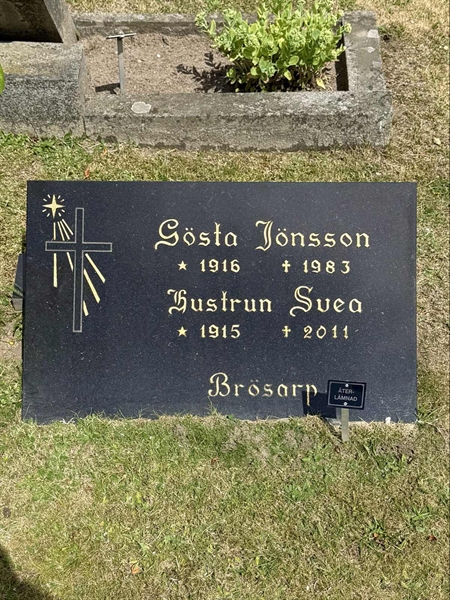 Gösta Jönsson
* 1916 † 1983
Hustrun Svea
* 1915 † 2011
Brösarp
ÅTER-
LÄMNAD